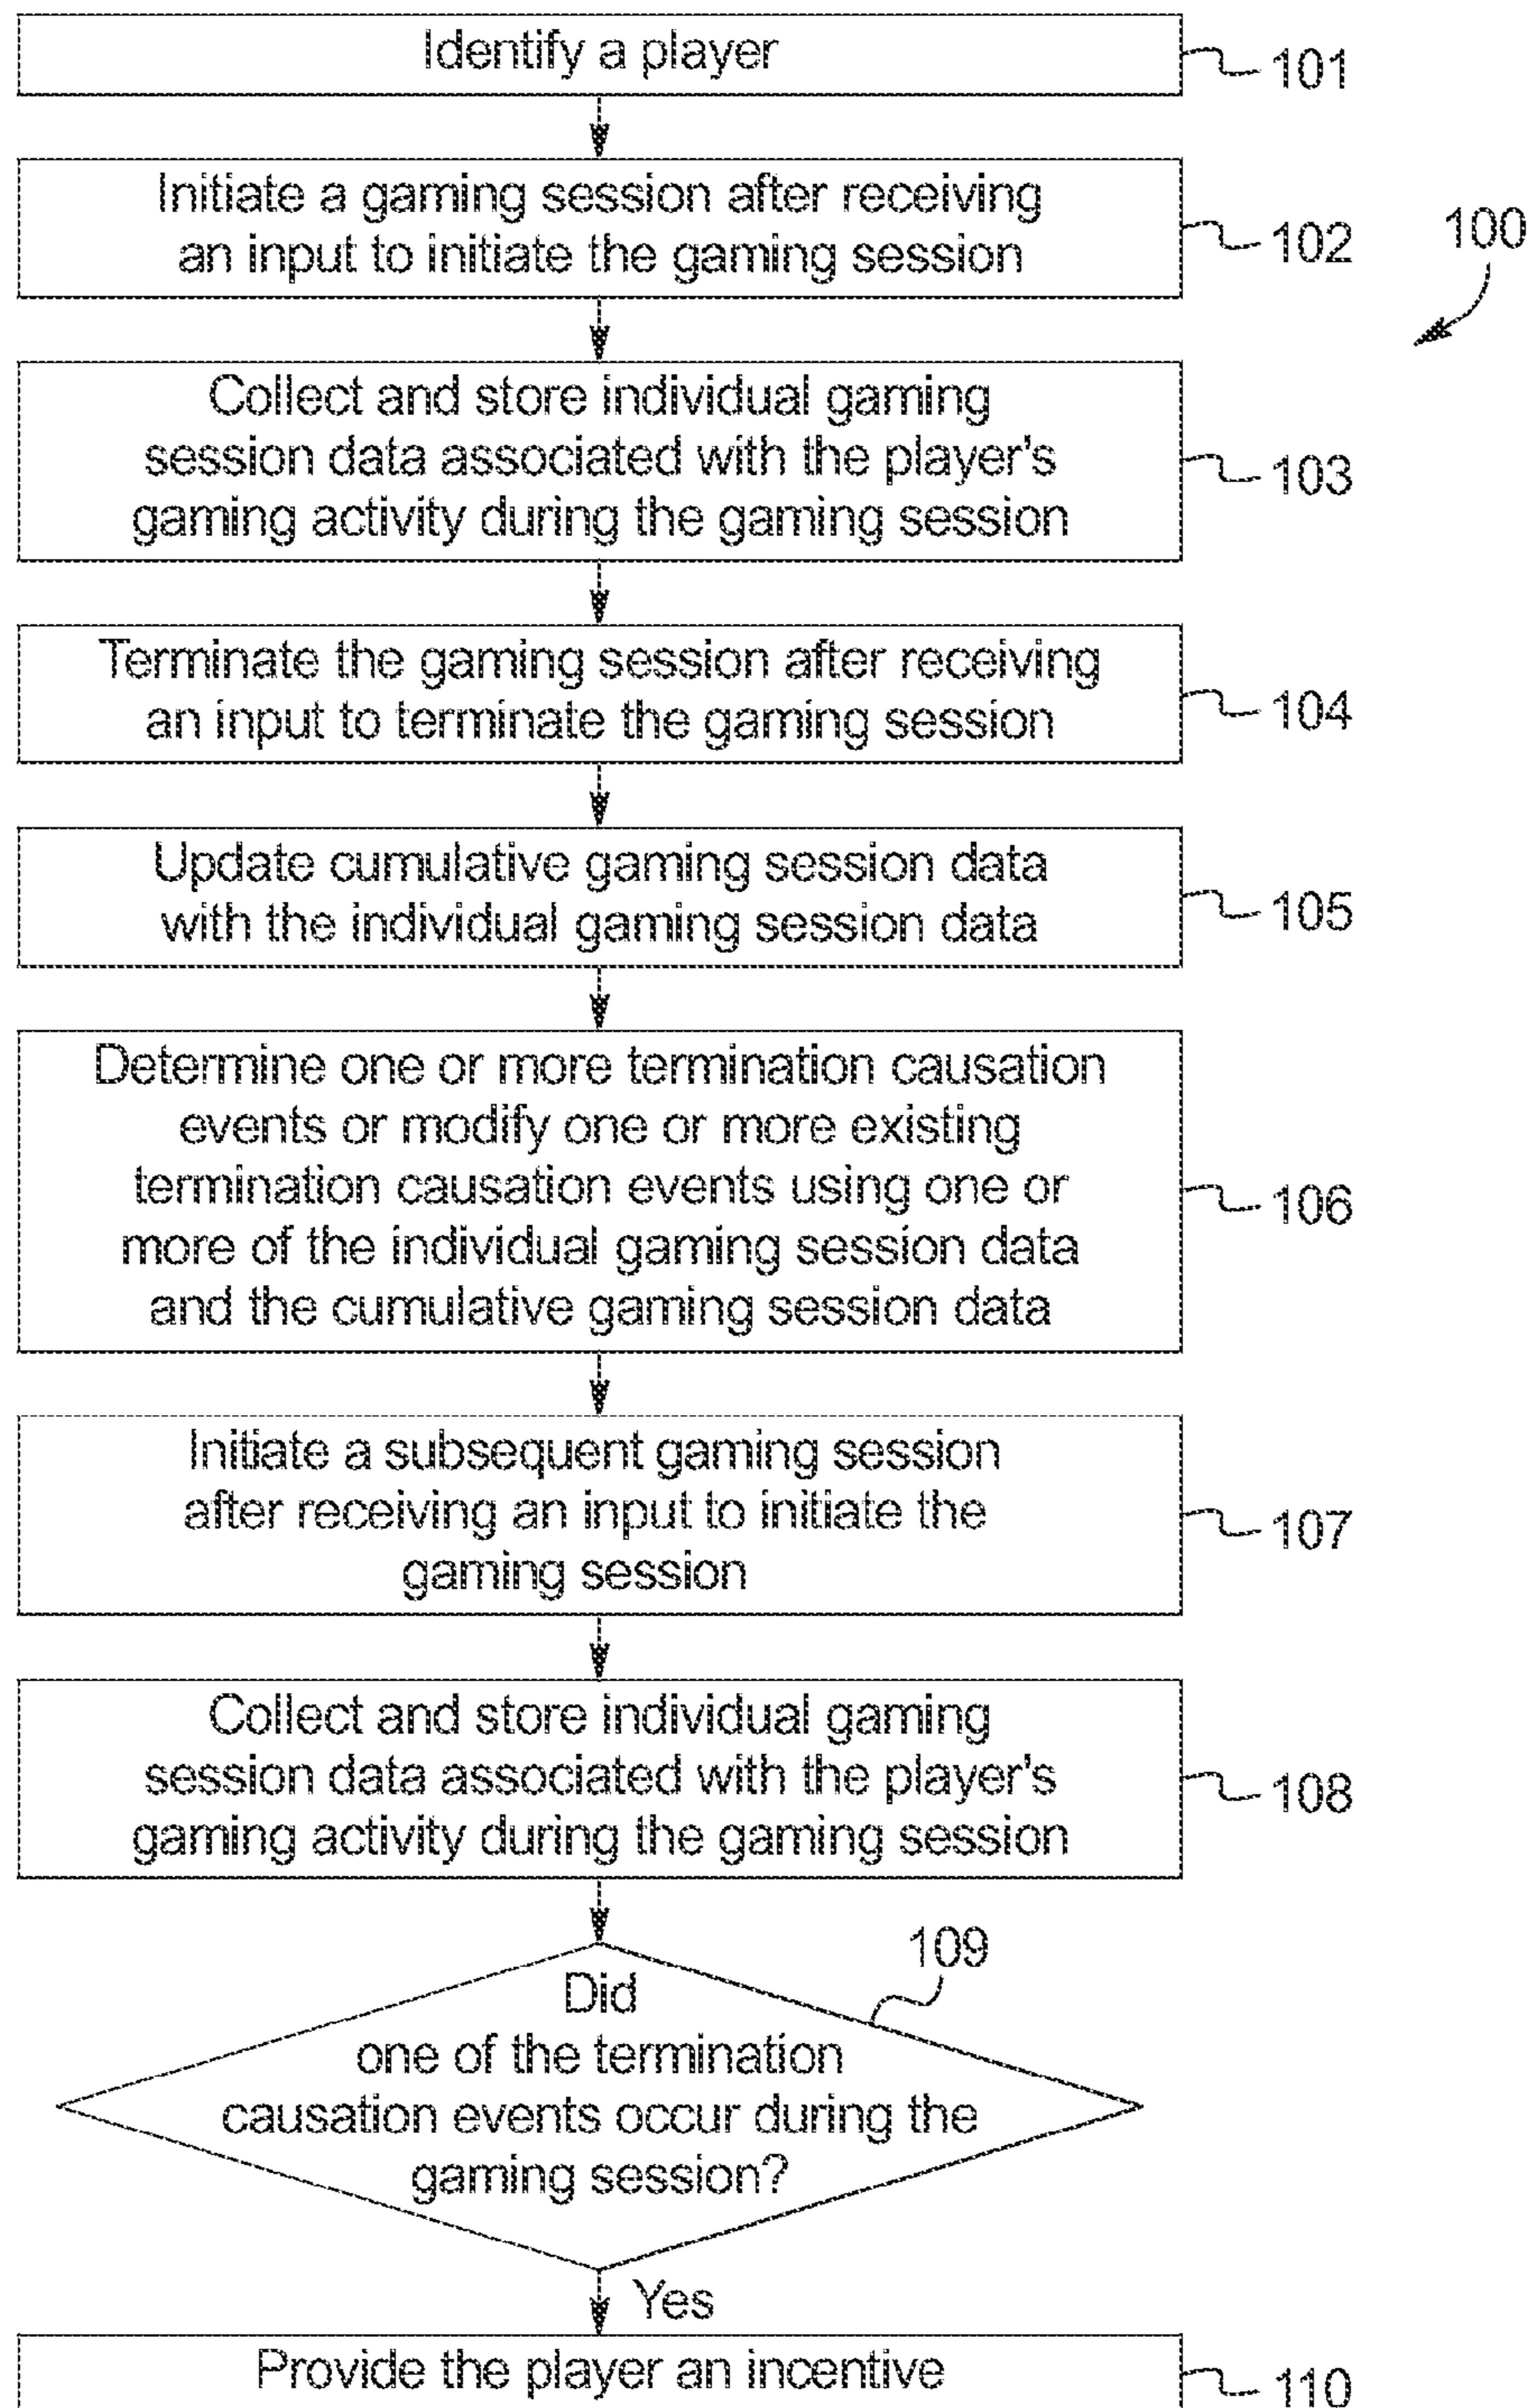 Identify a player
101
Initiate a gaming session after receiving
an input to initiate the gaming session
102
100
Collect and store individual gaming
session data associated with the player's
gaming activity during the gaming session
103
Terminate the gaming session after receiving
an input to terminate the gaming session
104
Update cumulative gaming session data
with the individual gaming session data
105
Determine one or more termination causation
events or modify one or more existing
termination causation events using one or
more of the individual gaming session data
and the cumulative gaming session data
106
Initiate a subsequent gaming session
after receiving an input to initiate the
gaming session
107
Collect and store individual gaming
session data associated with the player's
gaming activity during the gaming session
108
109
Did
one of the termination
causation events occur during the
gaming session?
Yes
Provide the player an incentive
110